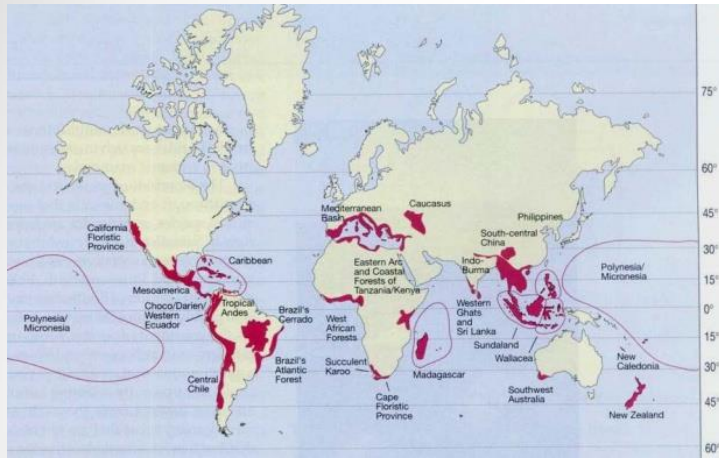 75°
60°
45°
30°
15°
0°
15°
30°
45°
60°
California
Floristic
Province
Caribbean
Mesoamerica
Choco/Darien/
Western
Ecuador
Tropical
Andes
Polynesia/
Micronesia
Brazil's
Cerrado
Brazil's
Atlantic
Forest
Central
Chile
Mediterranean
Basin
Caucasus
Eastern Arc
and Coastal
Forests of
Tanzania/Kenya
West
African
Forests
Succulent
Karoo
Cape
Floristic
Province
Madagascar
Philippines
South-central
China
Indo-
Burma
Western
Ghats
and
Sri Lanka
Sundaland
Wallacea
Polynesia/
Micronesia
New
Caledonia
Southwest
Australia
New Zealand